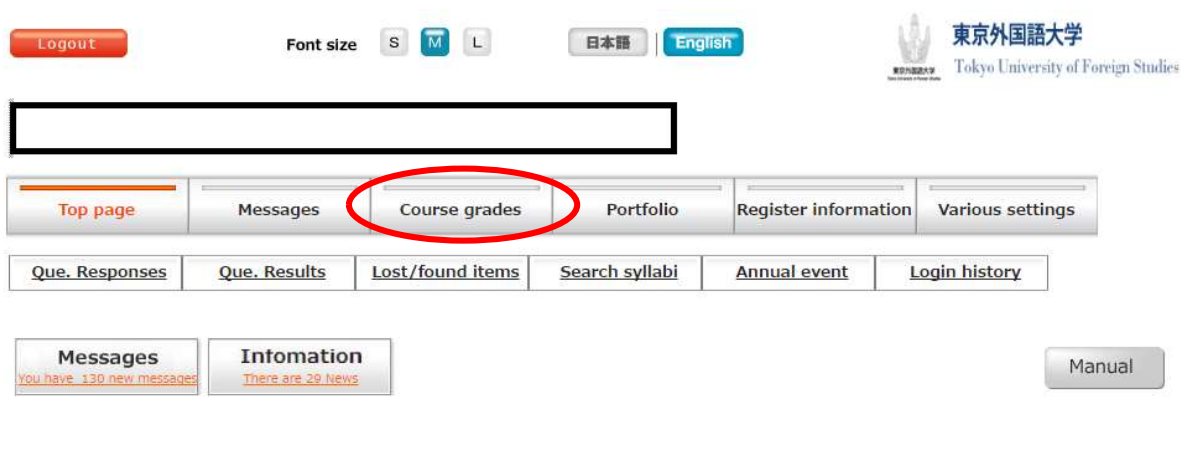 Logout Font size S M L 日本語 | English 東京外国語大学
Tokyo University of Foreign Studies
Top page Messages Course grades Portfolio Register information Various settings
Que. Responses Que. Results Lost/found items Search syllabi Annual event Login history
Messages Infomation Manual
You have 130 new messages There are 29 News